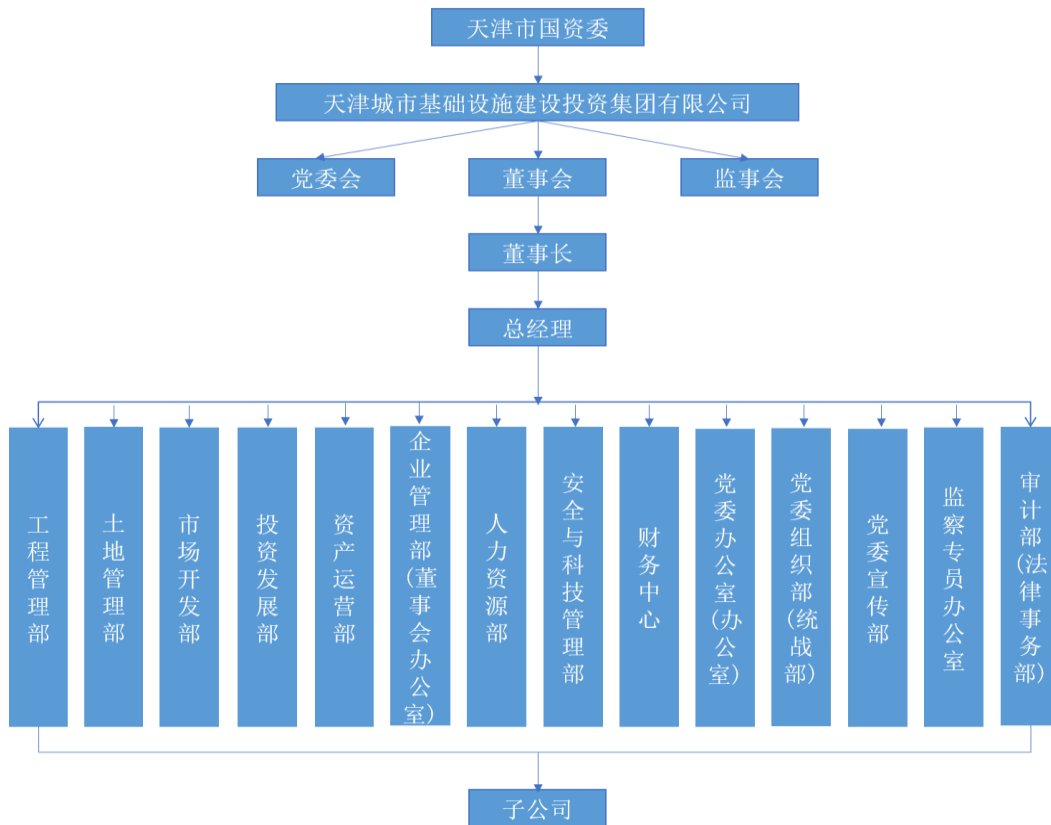 天津市国资委
天津城市基础设施建设投资集团有限公司
党委会
董事会
监事会
董事长
总经理
工程管理部
土地管理部
市场开发部
投资发展部
资产运营部
企业管理部(董事会办公室)
人力资源部
安全与科技管理部
财务中心
党委办公室(办公室)
党委组织部(统战部)
党委宣传部
监察专员办公室
审计部(法律事务部)
子公司